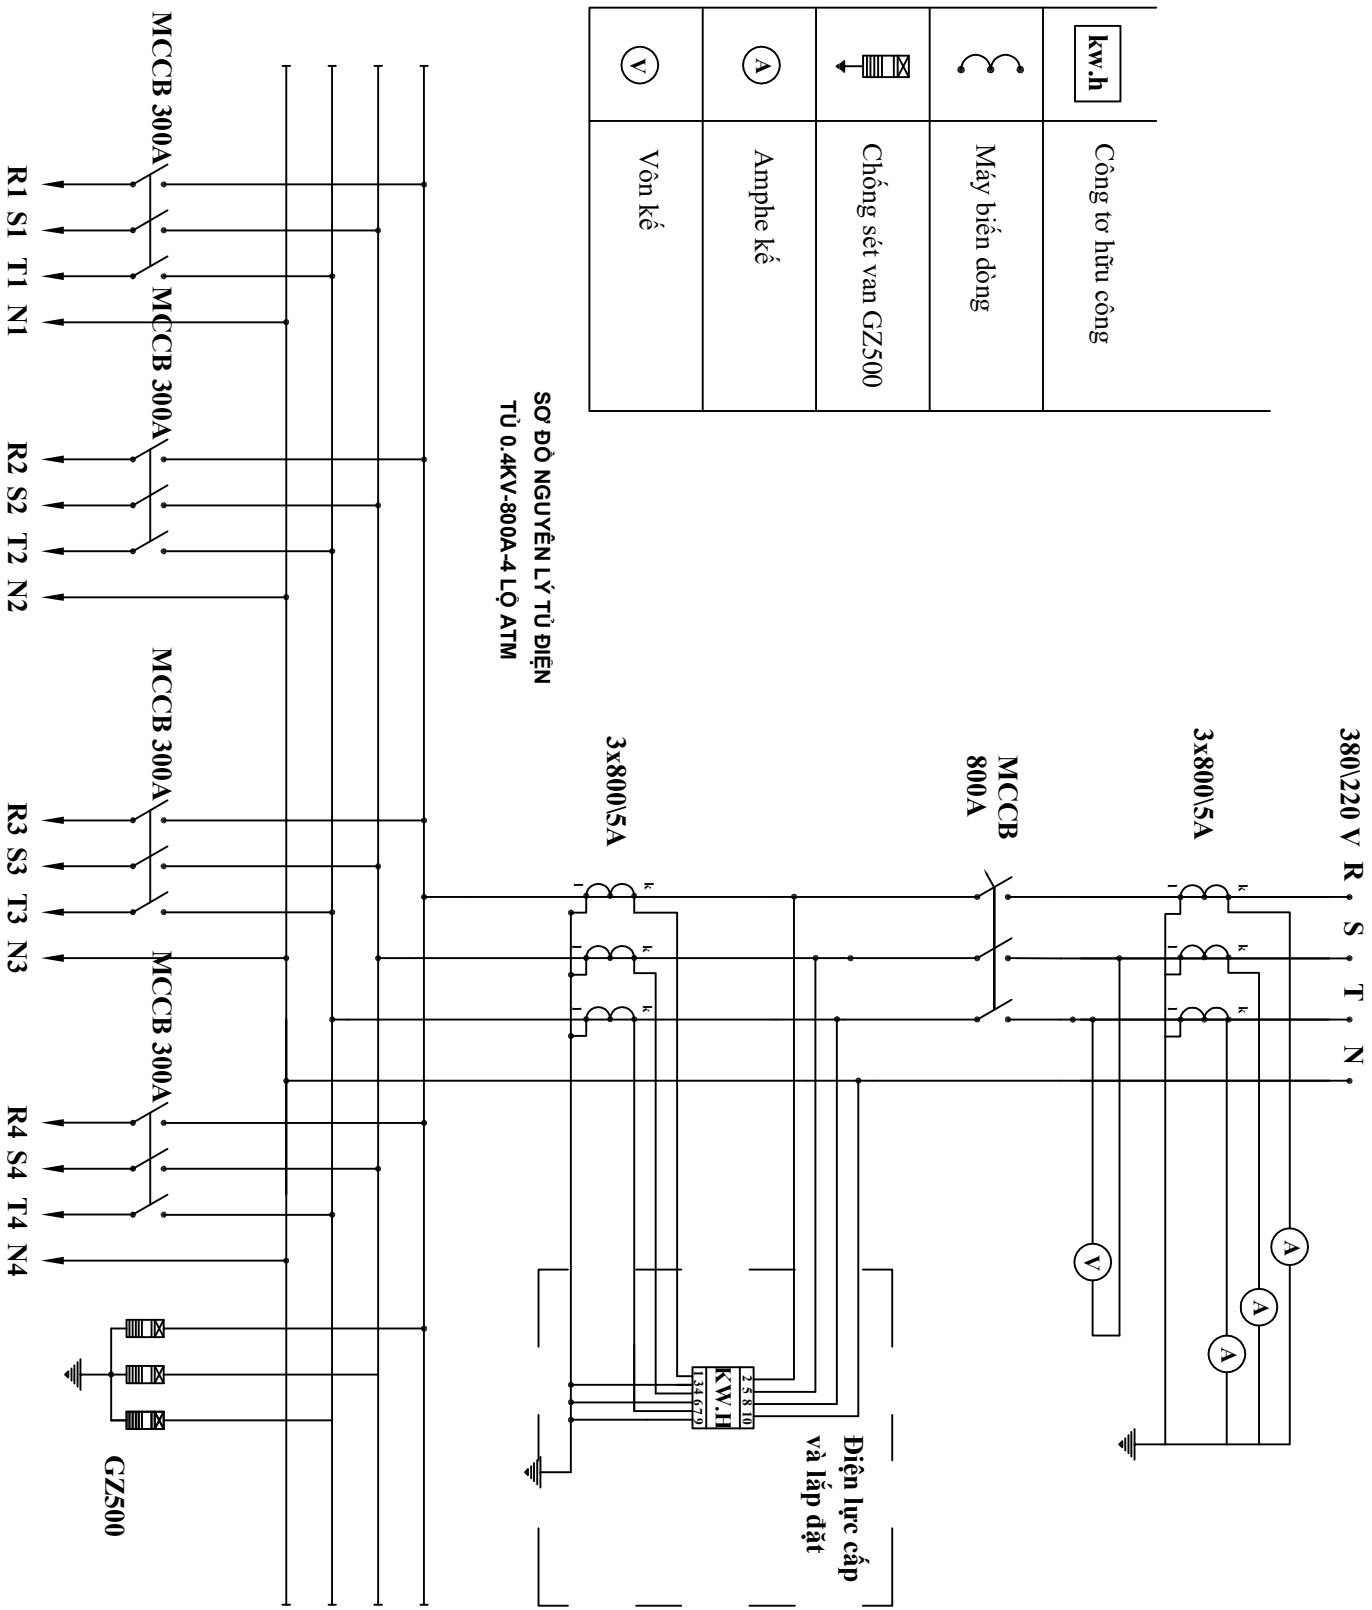 380\220 V R S T N
3x800\5A
k
l
k
l
k
l
A
A
A
V
MCCB
800A
Điện lực cấp
và lắp đặt
2 5 8 10
KW.H
1 3 4 6 7 9
3x800\5A
k
l
k
l
k
l
kw.h
Công tơ hữu công
Máy biến dòng
Chống sét van GZ500
A
Amphe kế
V
Vôn kế
SƠ ĐỒ NGUYÊN LÝ TỦ ĐIỆN
TỦ 0.4KV-800A-4 LỘ ATM
MCCB 300A
MCCB 300A
MCCB 300A
MCCB 300A
GZ500
R1 S1 T1 N1
R2 S2 T2 N2
R3 S3 T3 N3
R4 S4 T4 N4